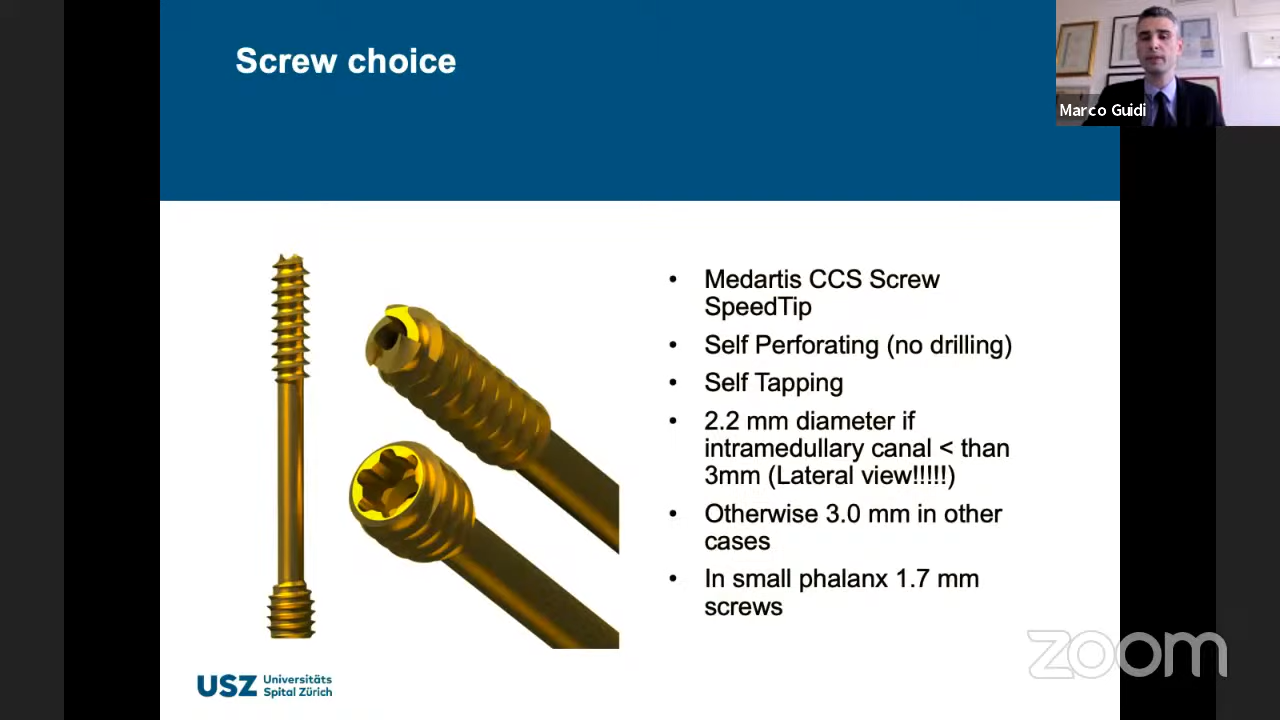 Screw choice
Marco Guidi
• Medartis CCS Screw
SpeedTip
• Self Perforating (no drilling)
• Self Tapping
• 2.2 mm diameter if
intramedullary canal < than
3mm (Lateral view!!!!!)
• Otherwise 3.0 mm in other
cases
• In small phalanx 1.7 mm
screws
zoom
USZ Universitäts
Spital Zürich